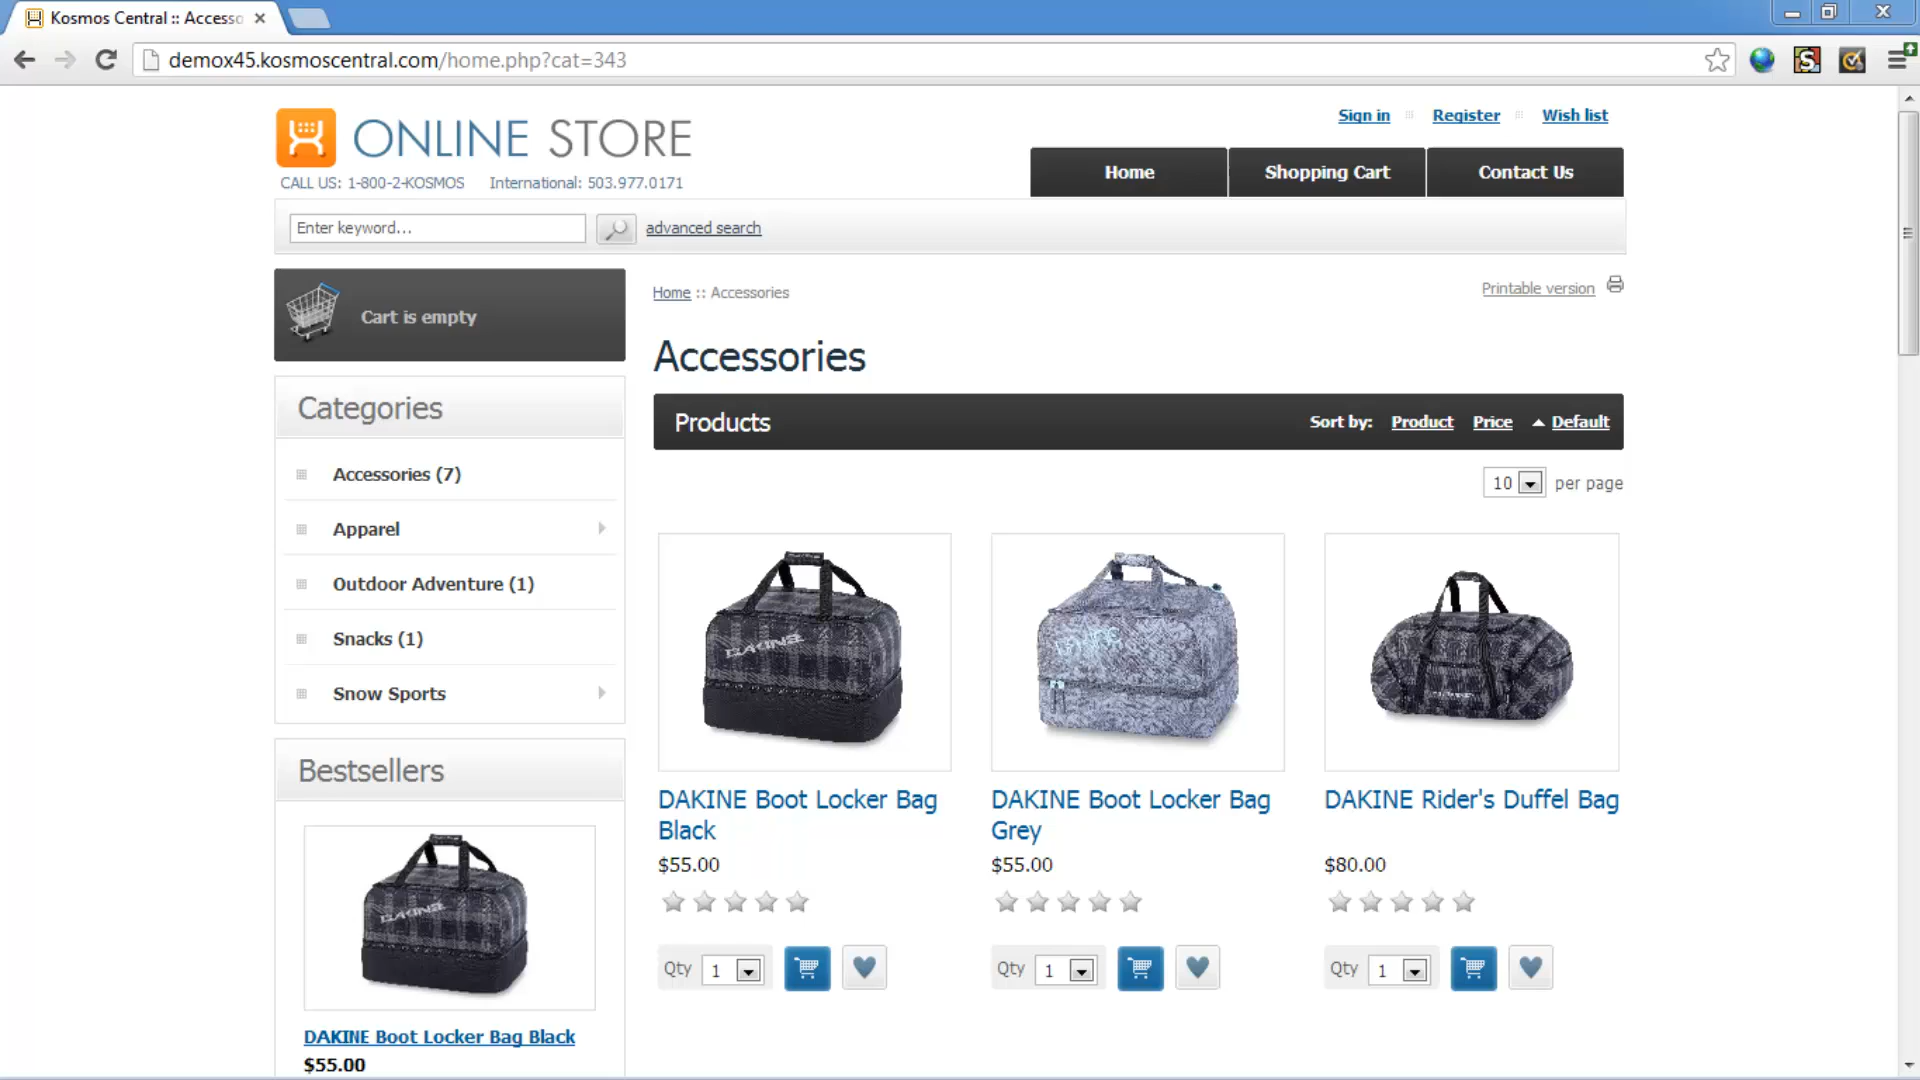 Kosmos Central :: Accesso
demox45.kosmoscentral.com/home.php?cat=343
ONLINE STORE
CALL US: 1-800-2-KOSMOS International: 503.977.0171
Sign in Register Wish list
Home Shopping Cart Contact Us
Enter keyword... advanced search
Cart is empty
Home :: Accessories
Printable version
Accessories
Products Sort by: Product Price Default
10 per page
Categories
Accessories (7)
Apparel
Outdoor Adventure (1)
Snacks (1)
Snow Sports
Bestsellers
DAKINE
DAKINE Boot Locker Bag Black
$55.00
DAKINE
DAKINE Boot Locker Bag
Black
$55.00
Qty 1
DAKINE Boot Locker Bag
Grey
$55.00
Qty 1
DAKINE Rider's Duffel Bag
$80.00
Qty 1